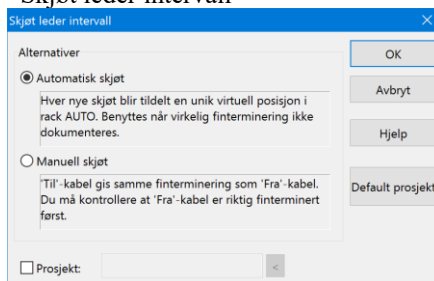 Skjøt leder intervall
Skjøt leder intervall
Alternativer
OK
Automatisk skjøt
Avbryt
Hver nye skjøt blir tildelt en unik virtuell posisjon i
rack AUTO. Benyttes når virkelig finterminering ikke
dokumenteres.
Hjelp
Manuell skjøt
'Til'-kabel gis samme finterminering som 'Fra'-kabel.
Du må kontrollere at 'Fra'-kabel er riktig finterminert
først.
Default prosjekt
Prosjekt:
<